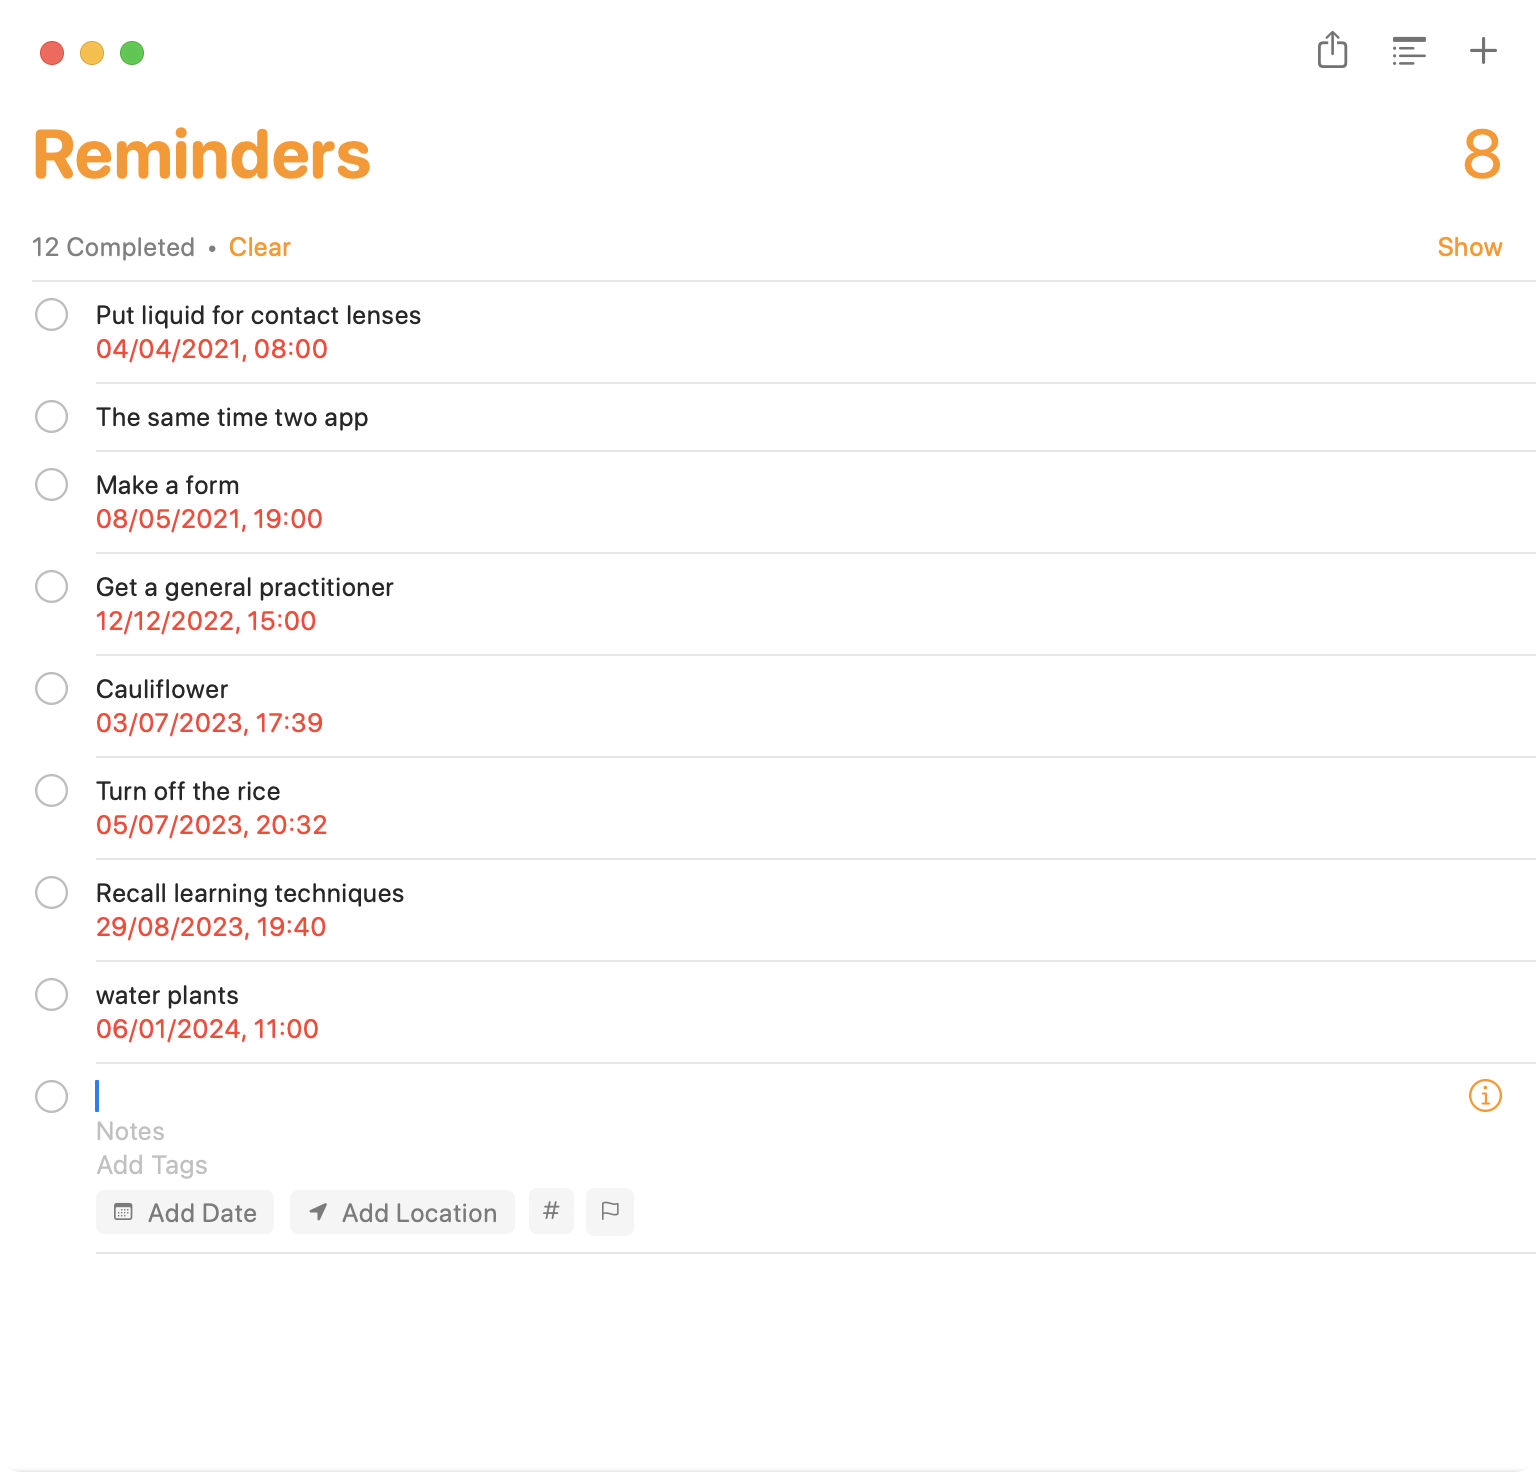 Reminders 8
12 Completed • Clear Show
Put liquid for contact lenses
04/04/2021, 08:00
The same time two app
Make a form
08/05/2021, 19:00
Get a general practitioner
12/12/2022, 15:00
Cauliflower
03/07/2023, 17:39
Turn off the rice
05/07/2023, 20:32
Recall learning techniques
29/08/2023, 19:40
water plants
06/01/2024, 11:00
Notes
Add Tags
Add Date Add Location #